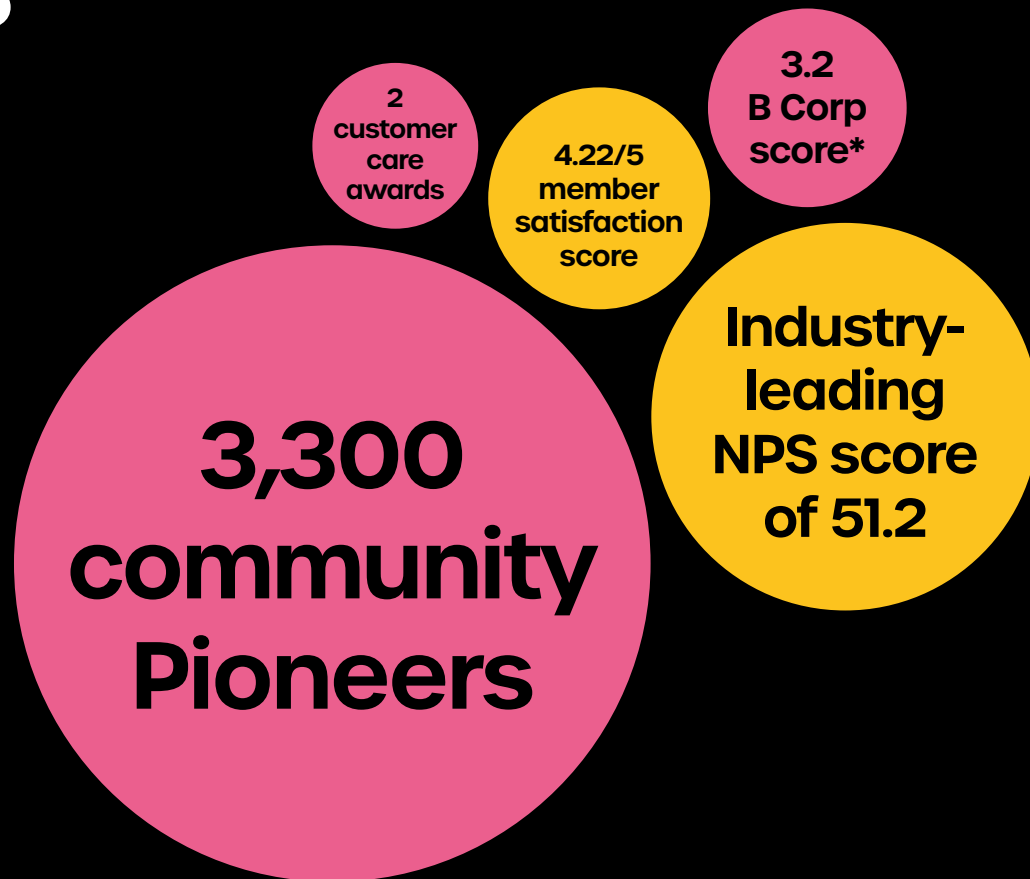 2
customer
care
awards
4.22/5
member
satisfaction
score
3.2
B Corp
score*
3,300
community
Pioneers
Industry-
leading
NPS score
of 51.2